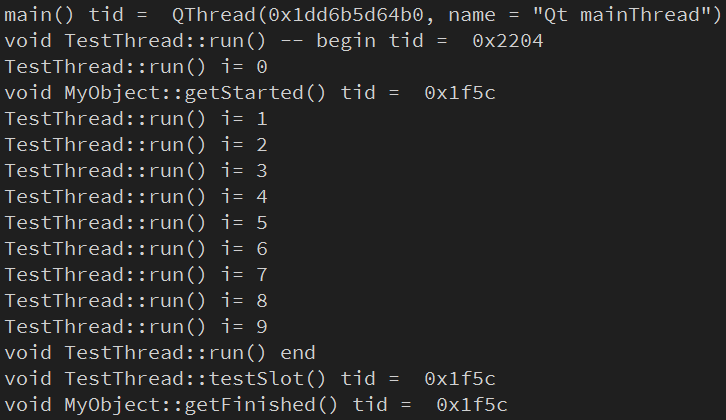 main() tid =  QThread(0x1dd6b5d64b0, name = "Qt mainThread")
void TestThread::run() -- begin tid =  0x2204
TestThread::run() i= 0
void MyObject::getStarted() tid =  0x1f5c
TestThread::run() i= 1
TestThread::run() i= 2
TestThread::run() i= 3
TestThread::run() i= 4
TestThread::run() i= 5
TestThread::run() i= 6
TestThread::run() i= 7
TestThread::run() i= 8
TestThread::run() i= 9
void TestThread::run() end
void TestThread::testSlot() tid =  0x1f5c
void MyObject::getFinished() tid =  0x1f5c